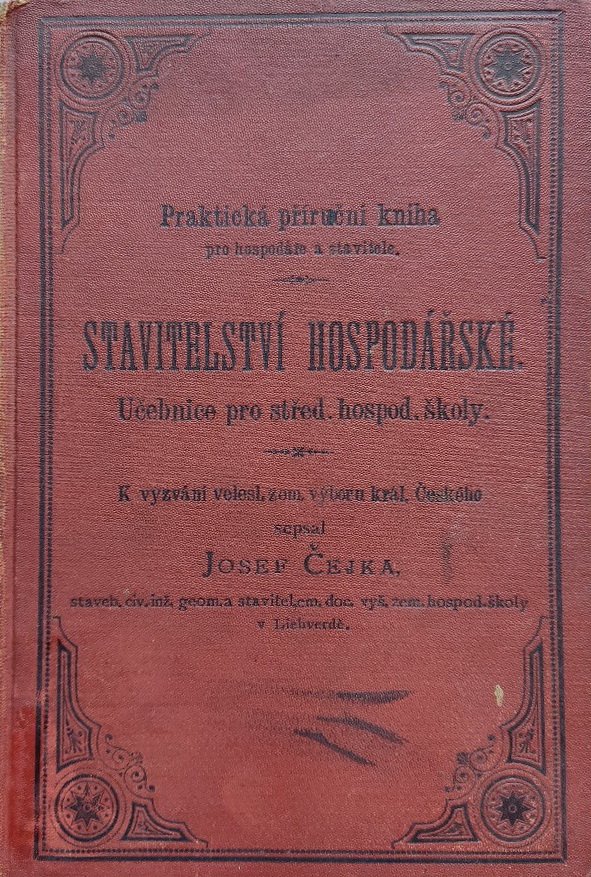 Praktická příruční kniha
pro hospodáře a stavitele.
STAVITELSTVÍ HOSPODÁŘSKÉ.
Učebnice pro střed. hospod. školy.
K vyzvání velesl. zem. výboru král. Českého
sepsal
JOSEF ČEJKA,
staveb. civ. inž. geom. a stavitel, em. doc. vyš. zem. hospod. školy
v Liebverdě.